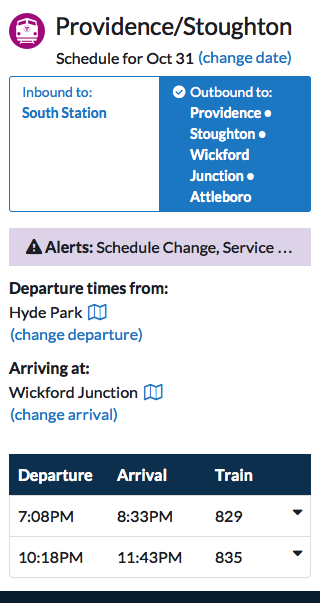 Providence/Stoughton
Schedule for Oct 31 (change date)
Inbound to:
South Station
Outbound to:
Providence •
Stoughton •
Wickford
Junction •
Attleboro
Alerts: Schedule Change, Service ...
Departure times from:
Hyde Park
(change departure)
Arriving at:
Wickford Junction
(change arrival)
Departure Arrival Train
7:08PM 8:33PM 829
10:18PM 11:43PM 835